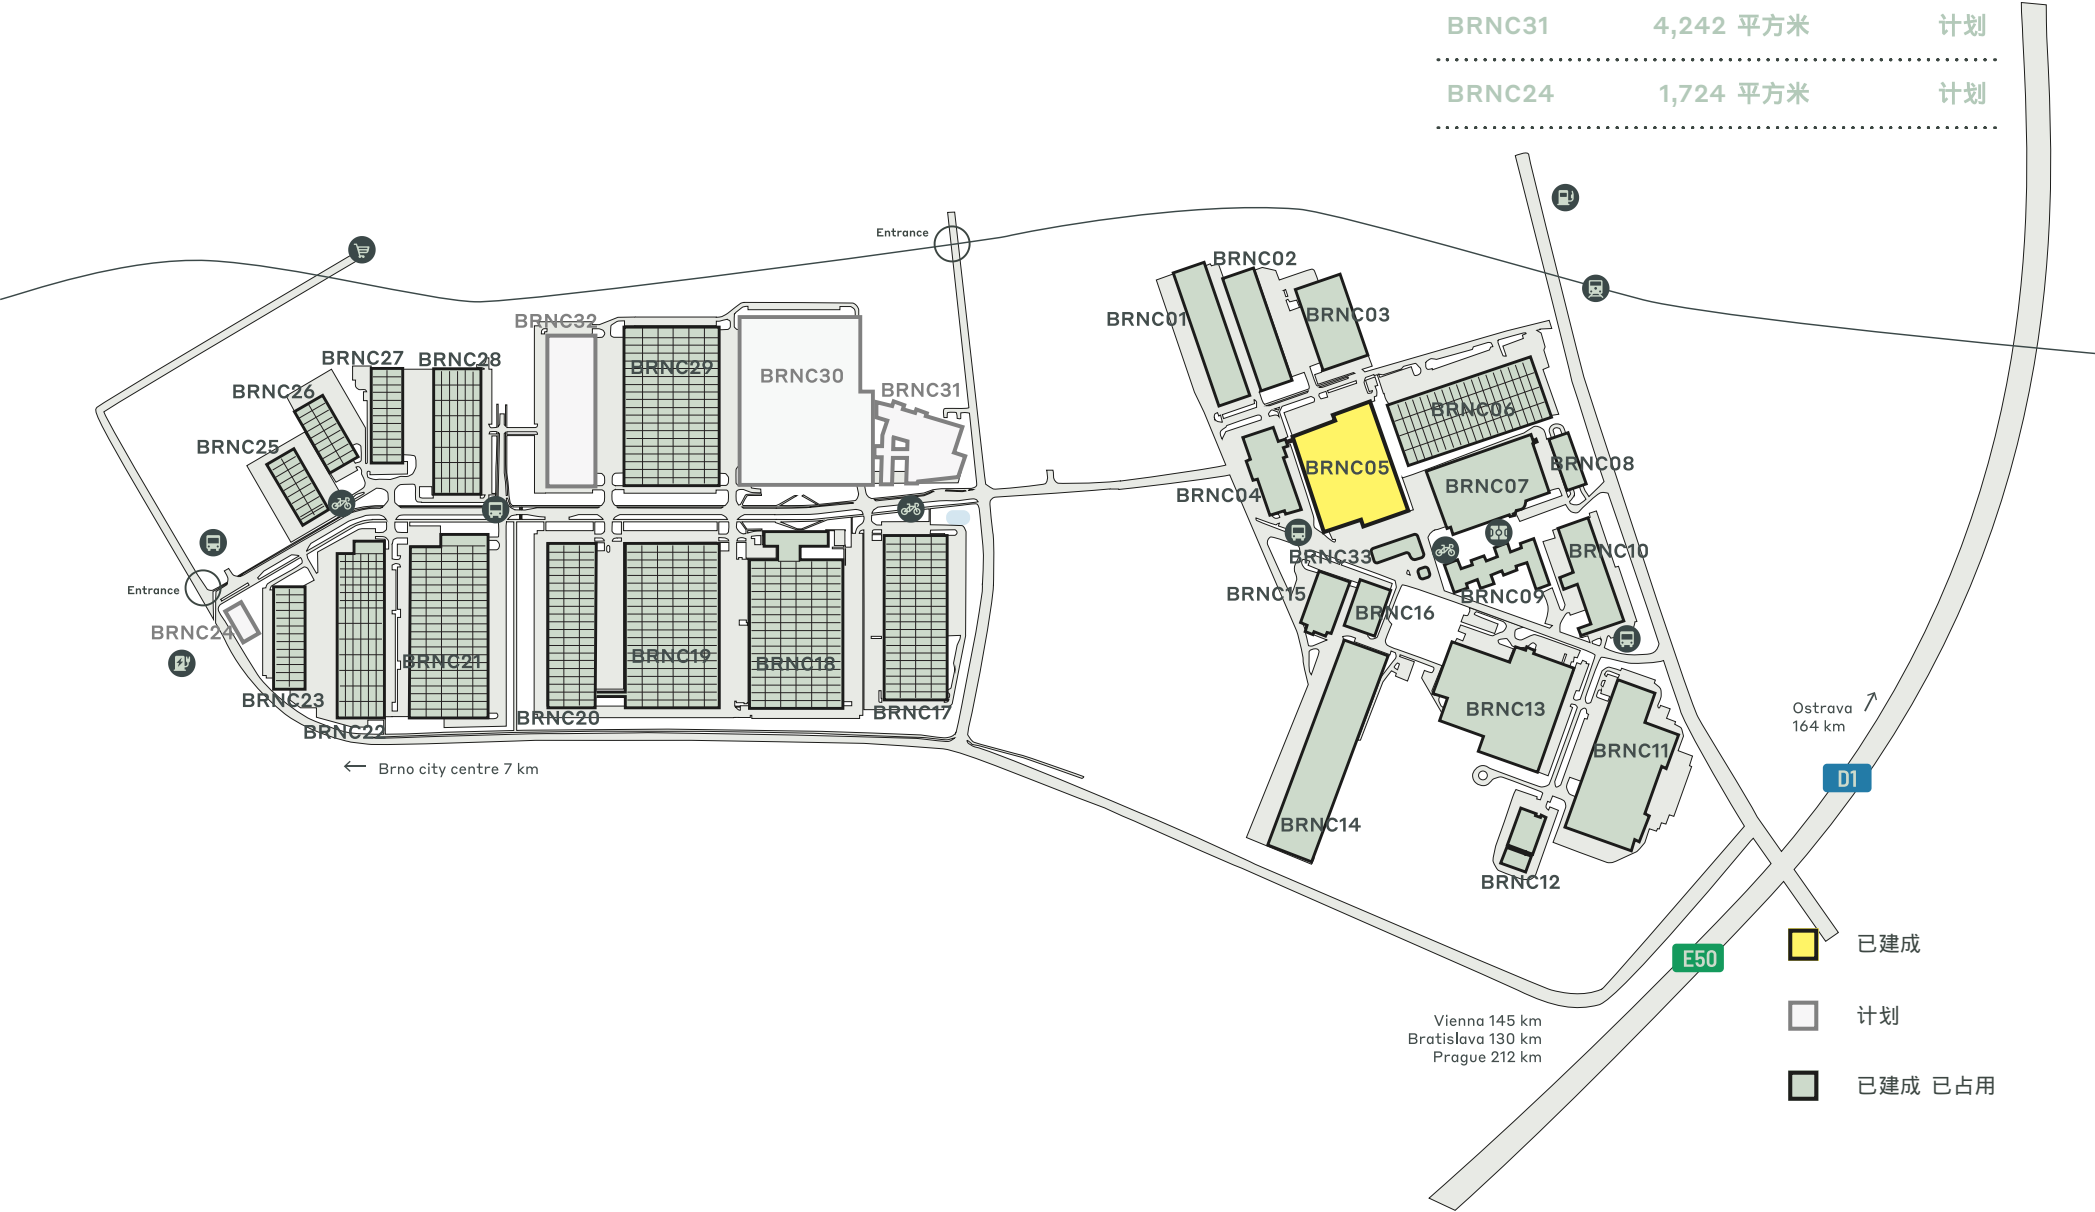 BRNC31 4,242 平方米 计划
BRNC24 1,724 平方米 计划
Entrance
BRNC02
BRNC01
BRNC03
BRNC32
BRNC27
BRNC28
BRNC29
BRNC30
BRNC31
BRNC26
BRNC25
BRNC06
BRNC05
BRNC08
BRNC07
BRNC04
BRNC33
BRNC10
BRNC15
BRNC09
BRNC16
Entrance
BRNC24
BRNC21
BRNC19
BRNC18
BRNC23
BRNC22
BRNC20
BRNC17
BRNC13
BRNC11
BRNC14
BRNC12
Brno city centre 7 km
Ostrava
164 km
D1
E50
Vienna 145 km
Bratislava 130 km
Prague 212 km
已建成
计划
已建成 已占用